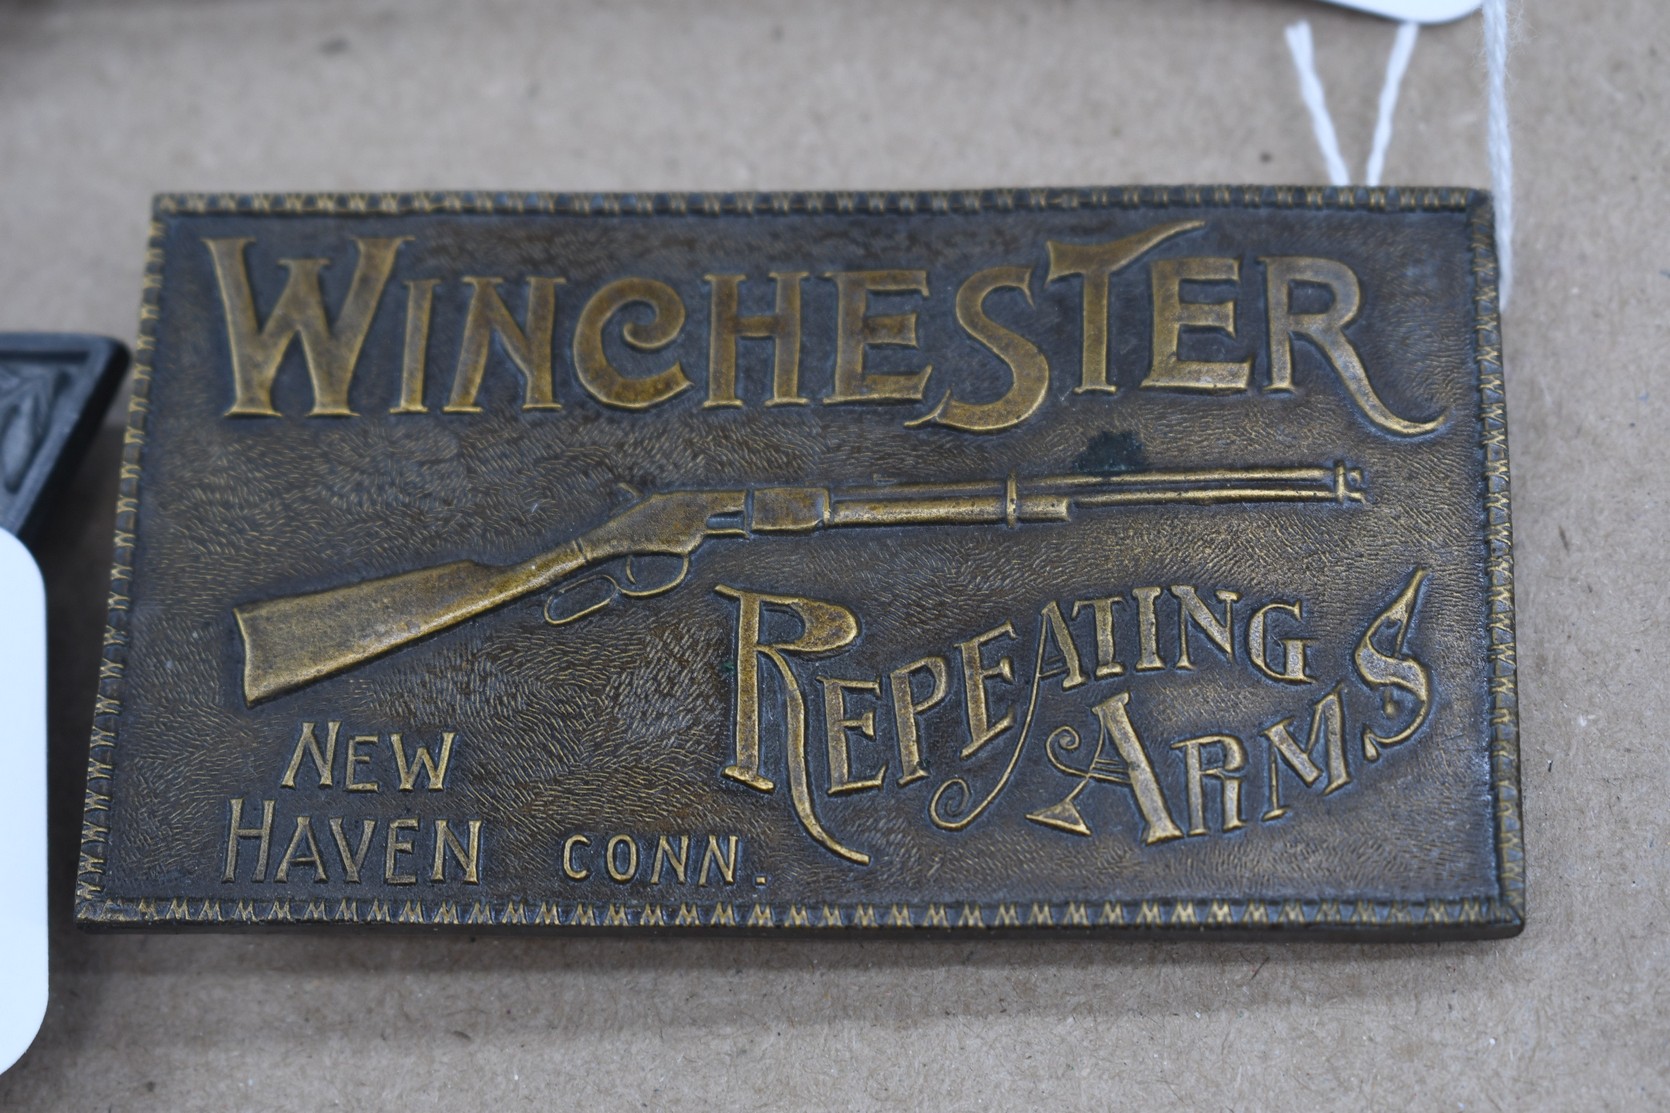 WINCHESTER
REPEATING
ARMS
NEW
HAVEN CONN.